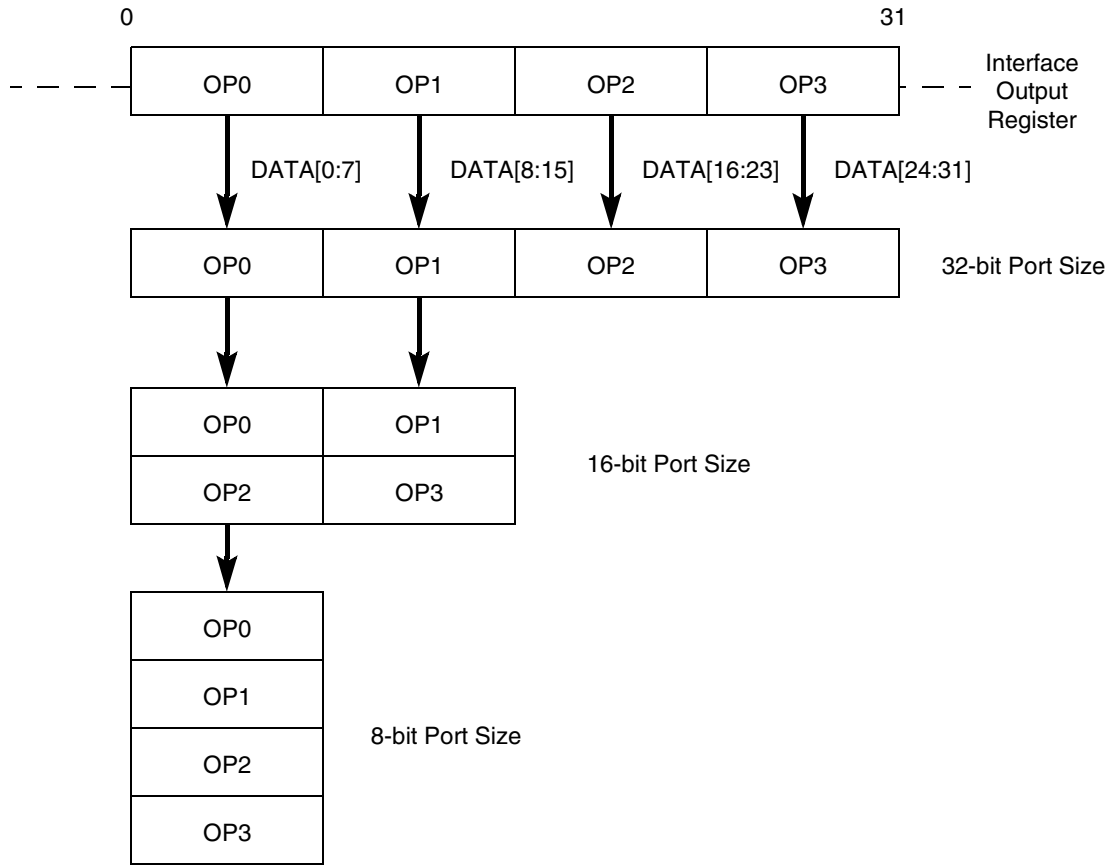 0 31
OP0 OP1 OP2 OP3
Interface
Output
Register
DATA[0:7] DATA[8:15] DATA[16:23] DATA[24:31]
OP0 OP1 OP2 OP3 32-bit Port Size
OP0 OP1
16-bit Port Size
OP2 OP3
OP0
OP1
8-bit Port Size
OP2
OP3